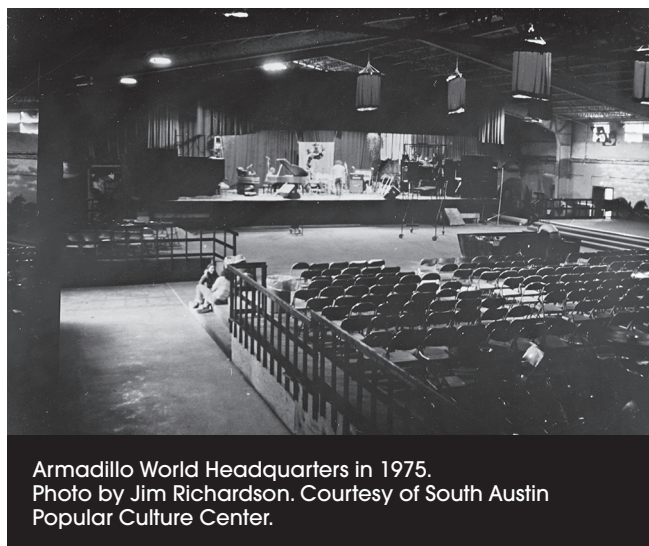 Armadillo World Headquarters in 1975.
Photo by Jim Richardson. Courtesy of South Austin
Popular Culture Center.